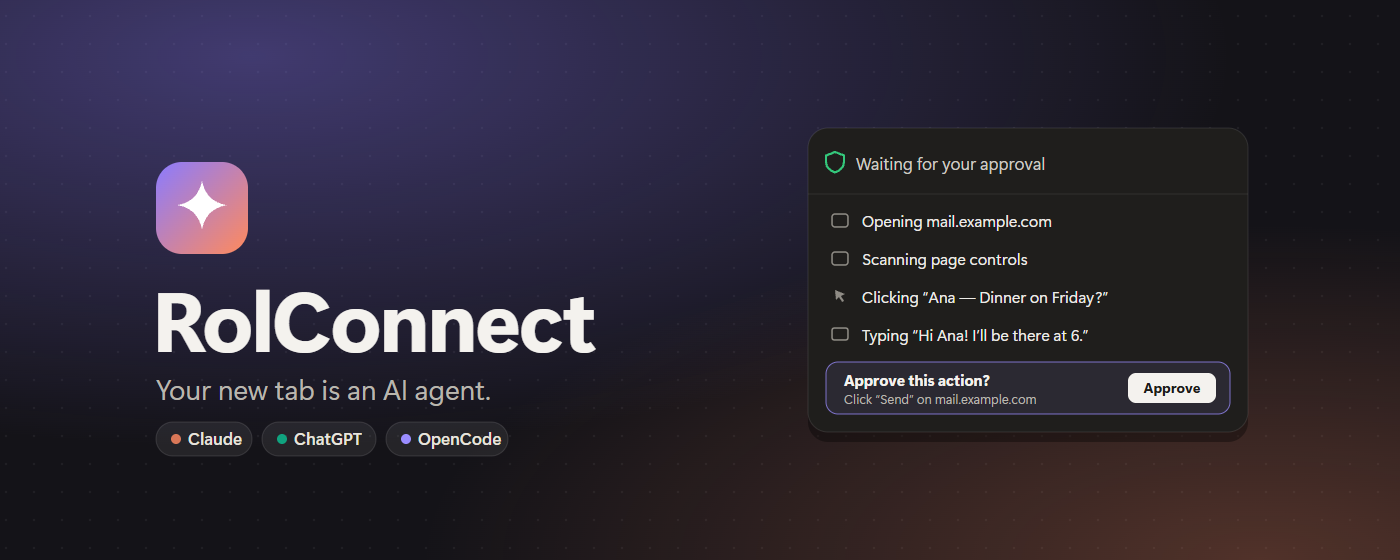 RolConnect
Your new tab is an AI agent.
Claude
ChatGPT
OpenCode
Waiting for your approval
Opening mail.example.com
Scanning page controls
Clicking “Ana — Dinner on Friday?”
Typing “Hi Ana! I’ll be there at 6.”
Approve this action?
Click “Send” on mail.example.com
Approve